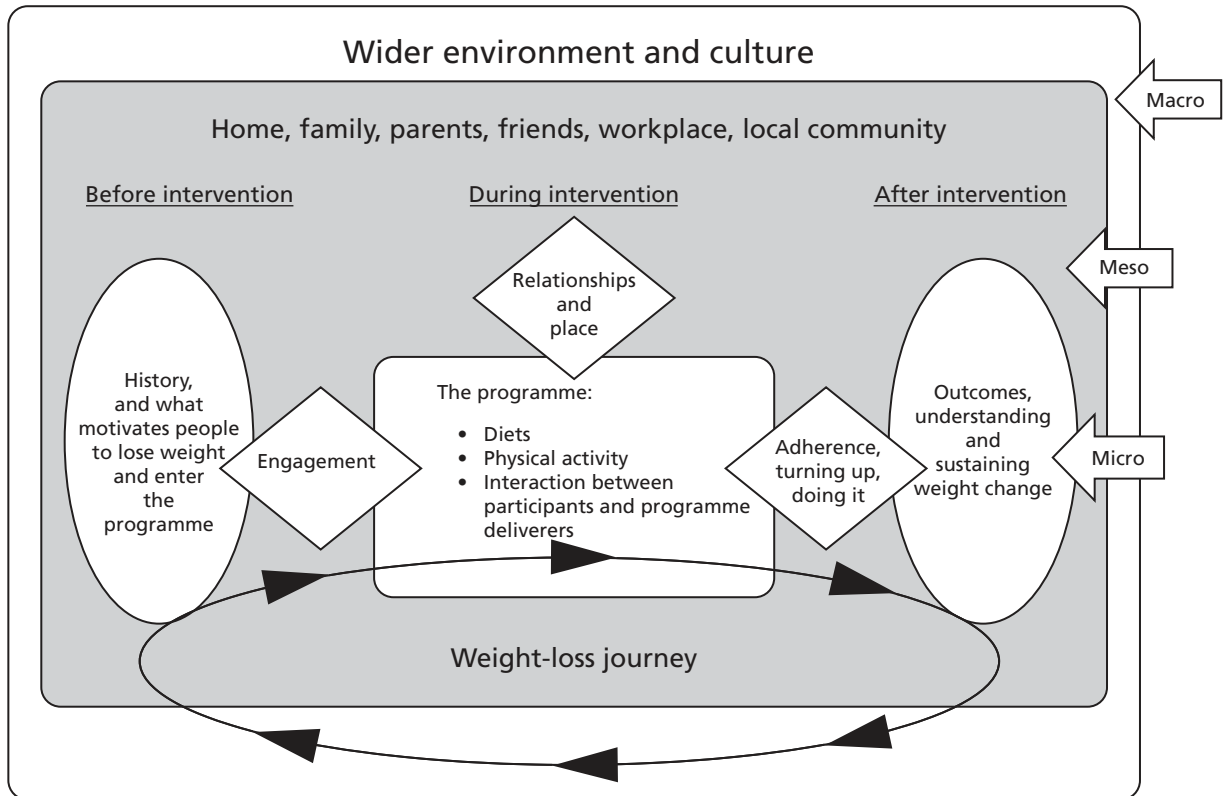 Wider environment and culture
Macro
Home, family, parents, friends, workplace, local community
Before intervention
During intervention
After intervention
Meso
Relationships
and
place
History,
and what
motivates people
to lose weight
and enter
the
programme
Engagement
The programme:
• Diets
• Physical activity
• Interaction between
participants and programme
deliverers
Adherence,
turning up,
doing it
Outcomes,
understanding
and
sustaining
weight change
Micro
Weight-loss journey